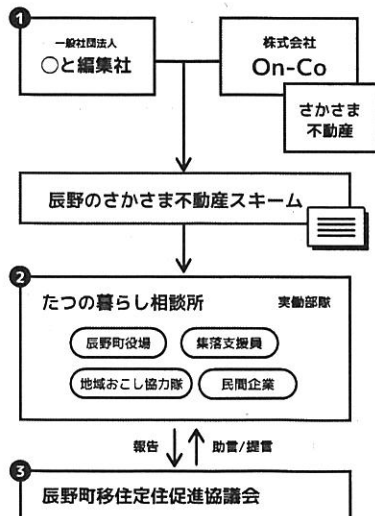 1
一般社団法人
○と編集社
株式会社
On-Co
さかさま
不動産
辰野のさかさま不動産スキーム
2
たつの暮らし相談所
実働部隊
辰野町役場
集落支援員
地域おこし協力隊
民間企業
報告
助言/提言
3
辰野町移住定住促進協議会